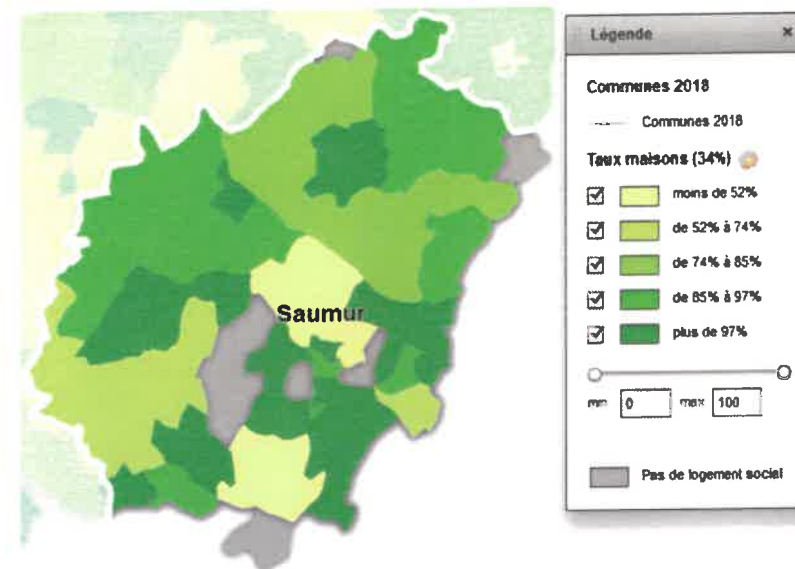 Saumur
Légende ×
Communes 2018
Communes 2018
Taux maisons (34%)
moins de 52%
de 52% à 74%
de 74% à 85%
de 85% à 97%
plus de 97%
min 0 max 100
Pas de logement social